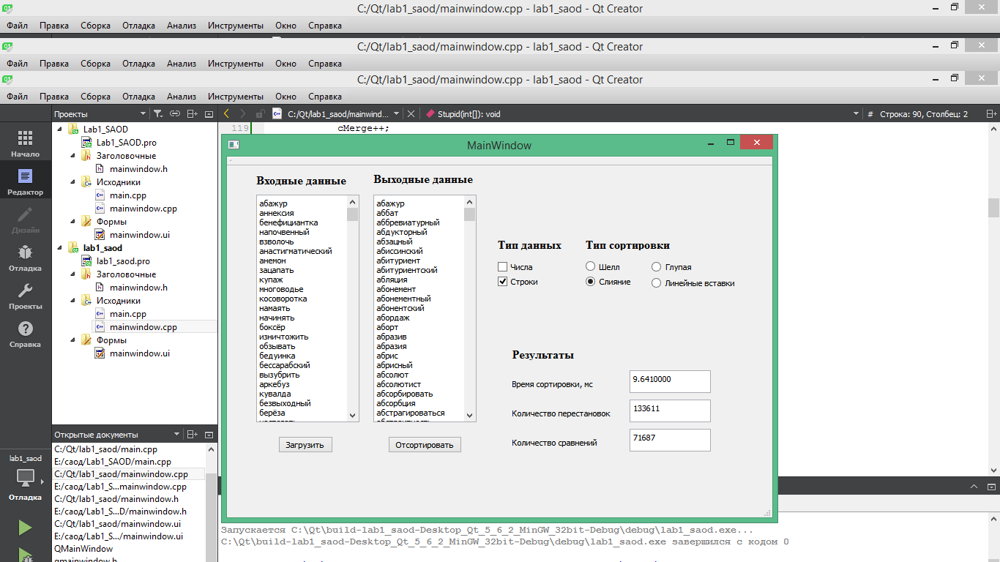 C:/Qt/lab1_saod/mainwindow.cpp - lab1_saod - Qt Creator
Файл Правка Сборка Отладка Анализ Инструменты Окно Справка
C:/Qt/lab1_saod/mainwindow.cpp - lab1_saod - Qt Creator
Файл Правка Сборка Отладка Анализ Инструменты Окно Справка
C:/Qt/lab1_saod/mainwindow.cpp - lab1_saod - Qt Creator
Файл Правка Сборка Отладка Анализ Инструменты Окно Справка
Проекты
C:/Qt/lab1_saod/mainwind...
Stupid(int[]): void
# Строка: 90, Столбец: 2
Начало
Редактор
Дизайн
Отладка
Проекты
Справка
lab1_saod
Отладка
Lab1_SAOD
Lab1_SAOD.pro
Заголовочные
mainwindow.h
Исходники
main.cpp
mainwindow.cpp
Формы
mainwindow.ui
lab1_saod
lab1_saod.pro
Заголовочные
mainwindow.h
Исходники
main.cpp
mainwindow.cpp
Формы
mainwindow.ui
Открытые документы
C:/Qt/lab1_saod/main.cpp
E:/саод/Lab1_SAOD/main.cpp
C:/Qt/lab1_saod/mainwindow.cpp
E:/саод/Lab1_S...mainwindow.cpp
C:/Qt/lab1_saod/mainwindow.h
E:/саод/Lab1_S...D/mainwindow.h
C:/Qt/lab1_saod/mainwindow.ui
E:/саод/Lab1_S.../mainwindow.ui
QMainWindow
qmainwindow.h
119 cMerge++;
MainWindow
Входные данные
абажур
аннексия
бенефициантка
напочвенный
взволочь
анастигматический
анемон
зацапать
купаж
многоводье
косоворотка
намаять
начинять
боксёр
изничтожить
обзывать
бедуинка
бессарабский
вызубрить
аркебуз
кувалда
безвыходный
берёза
Загрузить
Выходные данные
абажур
аббат
аббревиатурный
абдукторный
абзацный
абиссинский
абитуриент
абитуриентский
абляция
абонемент
абонементный
абонентский
абордаж
аборт
абразив
абразия
абрис
абрисный
абсолют
абсолютист
абсорбировать
абсорбция
абстрагироваться
Отсортировать
Тип данных
Числа
Строки
Тип сортировки
Шелл
Глупая
Слияние
Линейные вставки
Результаты
Время сортировки, мс 9.6410000
Количество перестановок 133611
Количество сравнений 71687
Запускается C:\Qt\build-lab1_saod-Desktop_Qt_5_6_2_MinGW_32bit-Debug\debug\lab1_saod.exe...
C:\Qt\build-lab1_saod-Desktop_Qt_5_6_2_MinGW_32bit-Debug\debug\lab1_saod.exe завершился с кодом 0